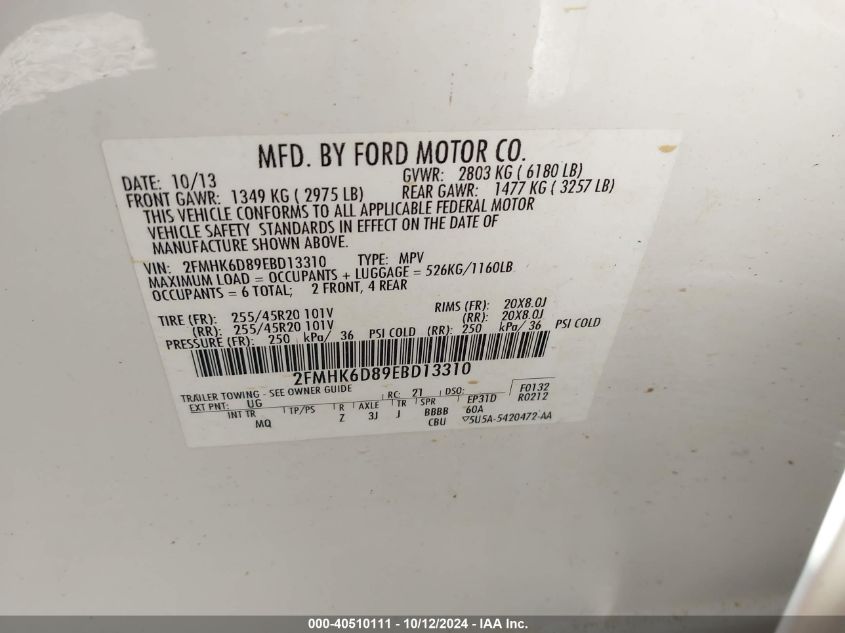 MFD. BY FORD MOTOR CO.
DATE: 10/13 GVWR: 2803 KG ( 6180 LB)
FRONT GAWR: 1349 KG ( 2975 LB) REAR GAWR: 1477 KG ( 3257 LB)
THIS VEHICLE CONFORMS TO ALL APPLICABLE FEDERAL MOTOR
VEHICLE SAFETY STANDARDS IN EFFECT ON THE DATE OF
MANUFACTURE SHOWN ABOVE.
VIN: 2FMHK6D89EBD13310 TYPE: MPV
MAXIMUM LOAD = OCCUPANTS + LUGGAGE = 526KG/1160LB
OCCUPANTS = 6 TOTAL; 2 FRONT, 4 REAR
TIRE (FR): 255/45R20 101V RIMS (FR): 20X8.0J
(RR): 255/45R20 101V (RR): 20X8.0J
PRESSURE (FR): 250 kPa/ 36 PSI COLD (RR): 250 kPa/ 36 PSI COLD
2FMHK6D89EBD13310
TRAILER TOWING - SEE OWNER GUIDE
EXT PNT: UG RC: 21 DSO: F0132
R0212
INT TR TP/PS R AXLE TR SPR EP31D
MQ Z 3J J BBBB 60A
CBU 5U5A-5420472-AA
000-40510111 - 10/12/2024 - IAA Inc.